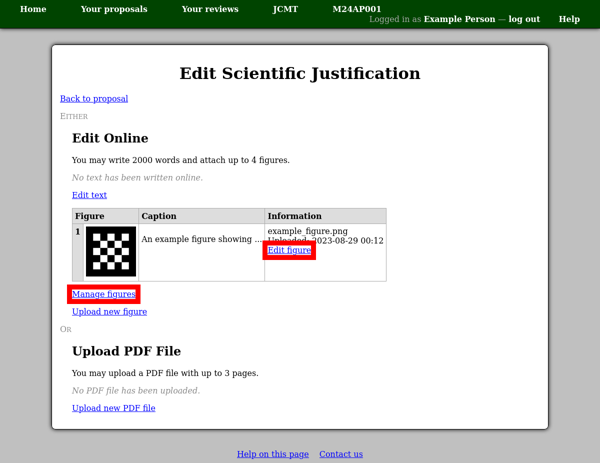 Home Your proposals Your reviews JCMT M24AP001
Logged in as Example Person — log out Help
Edit Scientific Justification
Back to proposal
Either
Edit Online
You may write 2000 words and attach up to 4 figures.
No text has been written online.
Edit text
Figure Caption Information
1 An example figure showing ... example_figure.png
Uploaded: 2023-08-29 00:12
Edit figure
Manage figures
Upload new figure
Or
Upload PDF File
You may upload a PDF file with up to 3 pages.
No PDF file has been uploaded.
Upload new PDF file
Help on this page Contact us